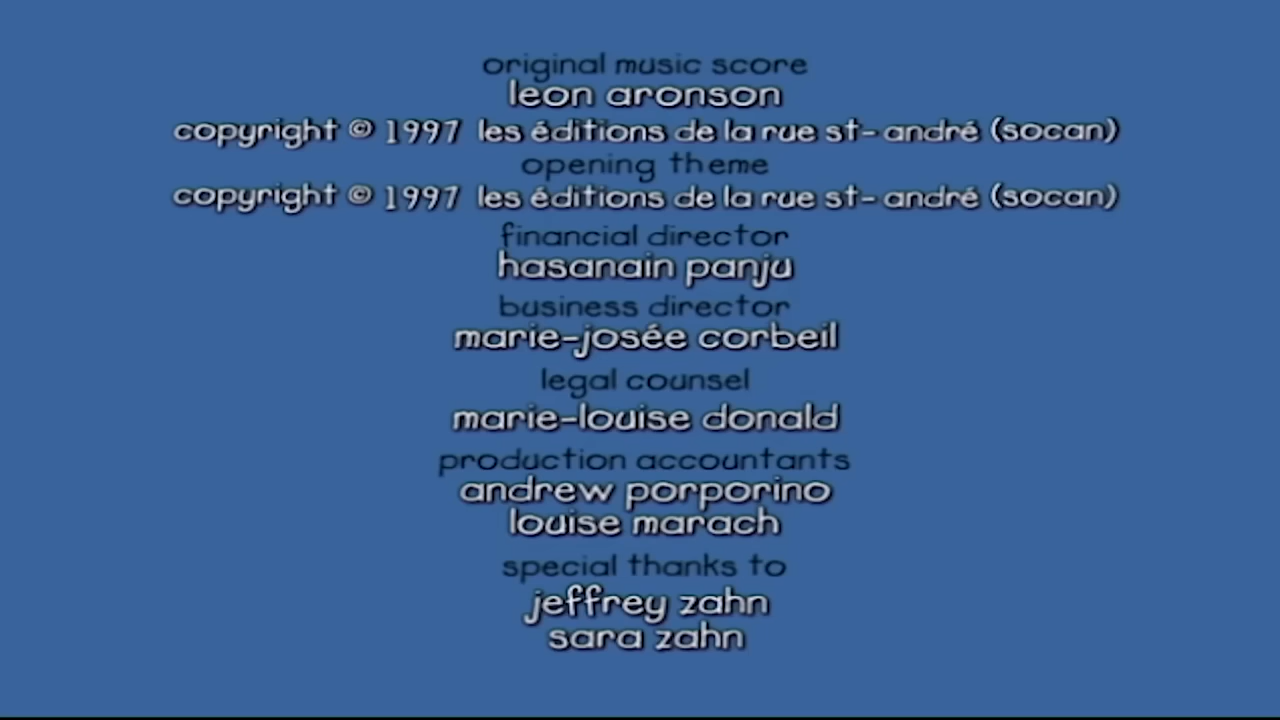 original music score
leon aronson
copyright © 1997 les éditions de la rue st-andré (socan)
opening theme
copyright © 1997 les éditions de la rue st-andré (socan)
financial director
hasanain panju
business director
marie-josée corbeil
legal counsel
marie-louise donald
production accountants
andrew porporino
louise marach
special thanks to
jeffrey zahn
sara zahn